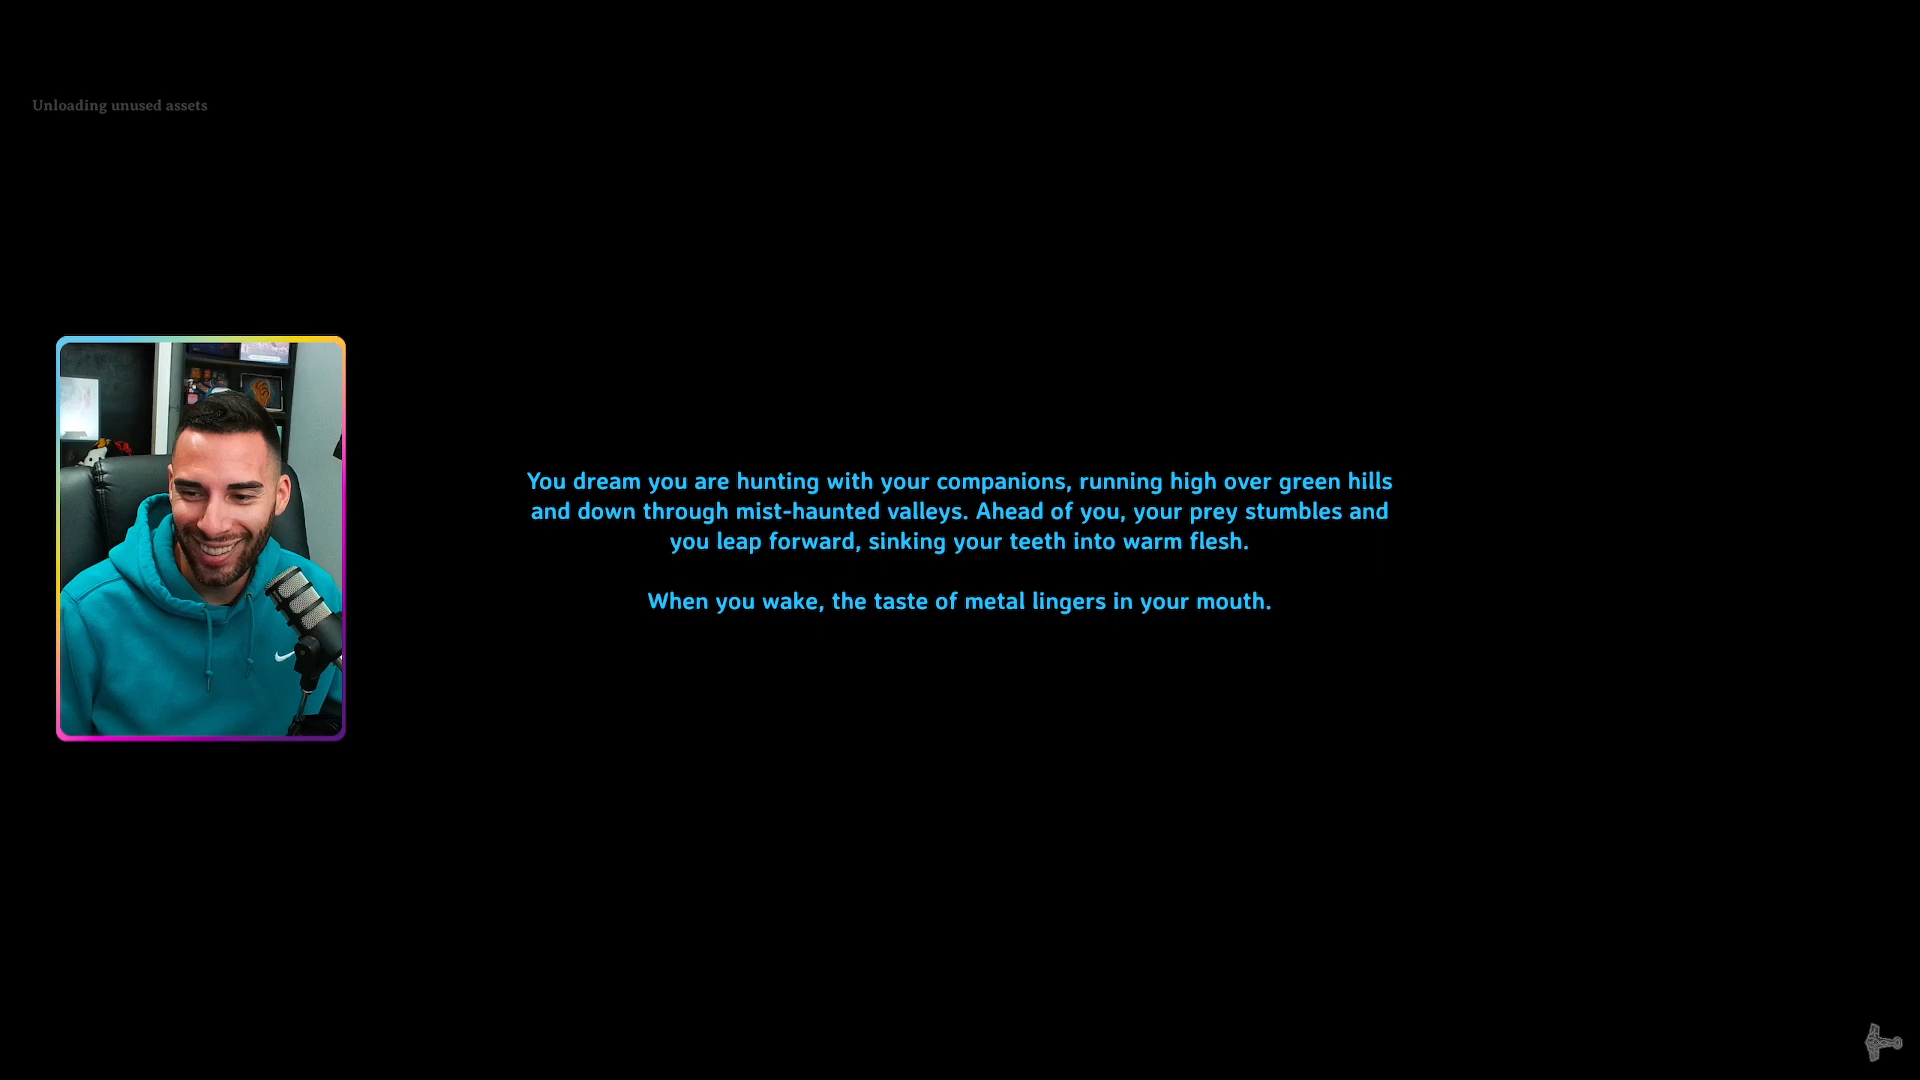 Unloading unused assets
You dream you are hunting with your companions, running high over green hills
and down through mist-haunted valleys. Ahead of you, your prey stumbles and
you leap forward, sinking your teeth into warm flesh.
When you wake, the taste of metal lingers in your mouth.